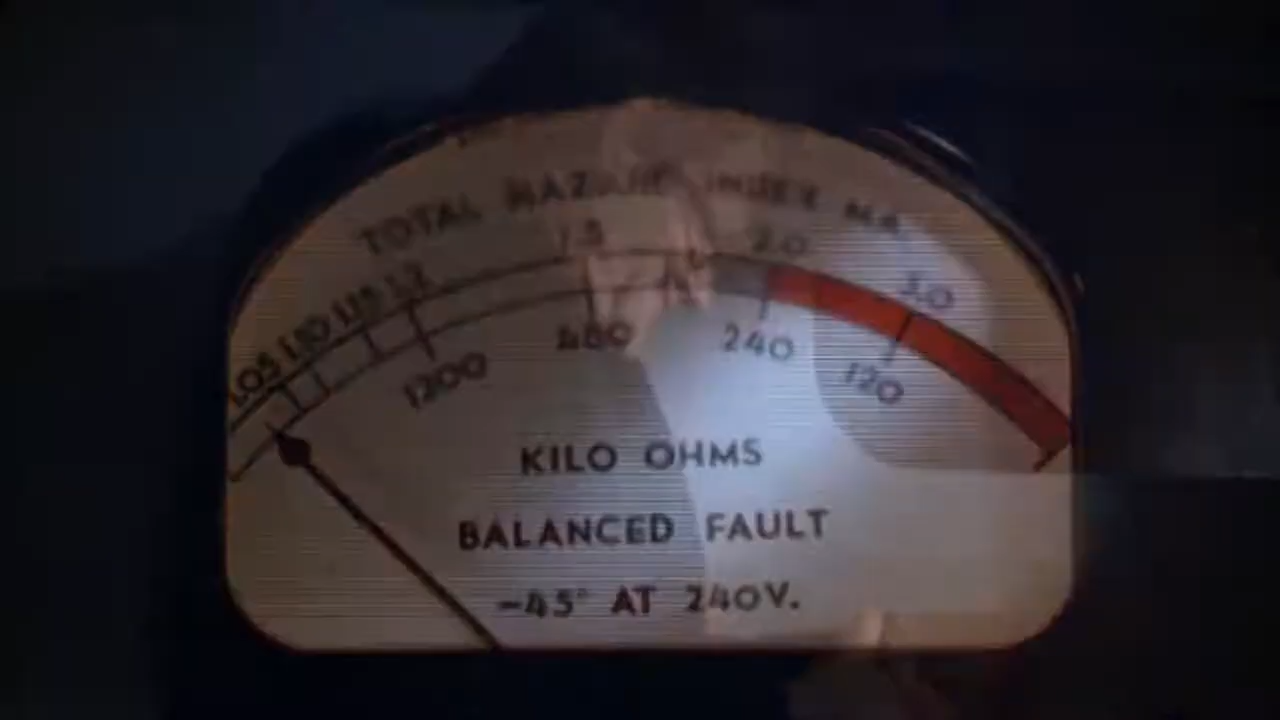 TOTAL HAZARD INDEX MA.
1.05 1.10 1.15 1.2 1.5 2.0 3.0
1200 480 240 120
KILO OHMS
BALANCED FAULT
-45° AT 240V.